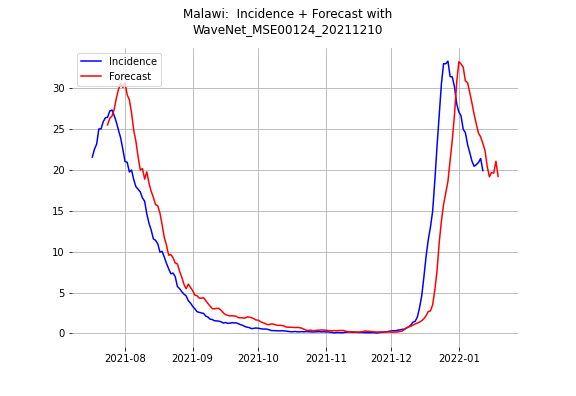 Malawi:  Incidence + Forecast with
WaveNet_MSE00124_20211210
Incidence
Forecast
30
25
20
15
10
5
0
2021-08 2021-09 2021-10 2021-11 2021-12 2022-01